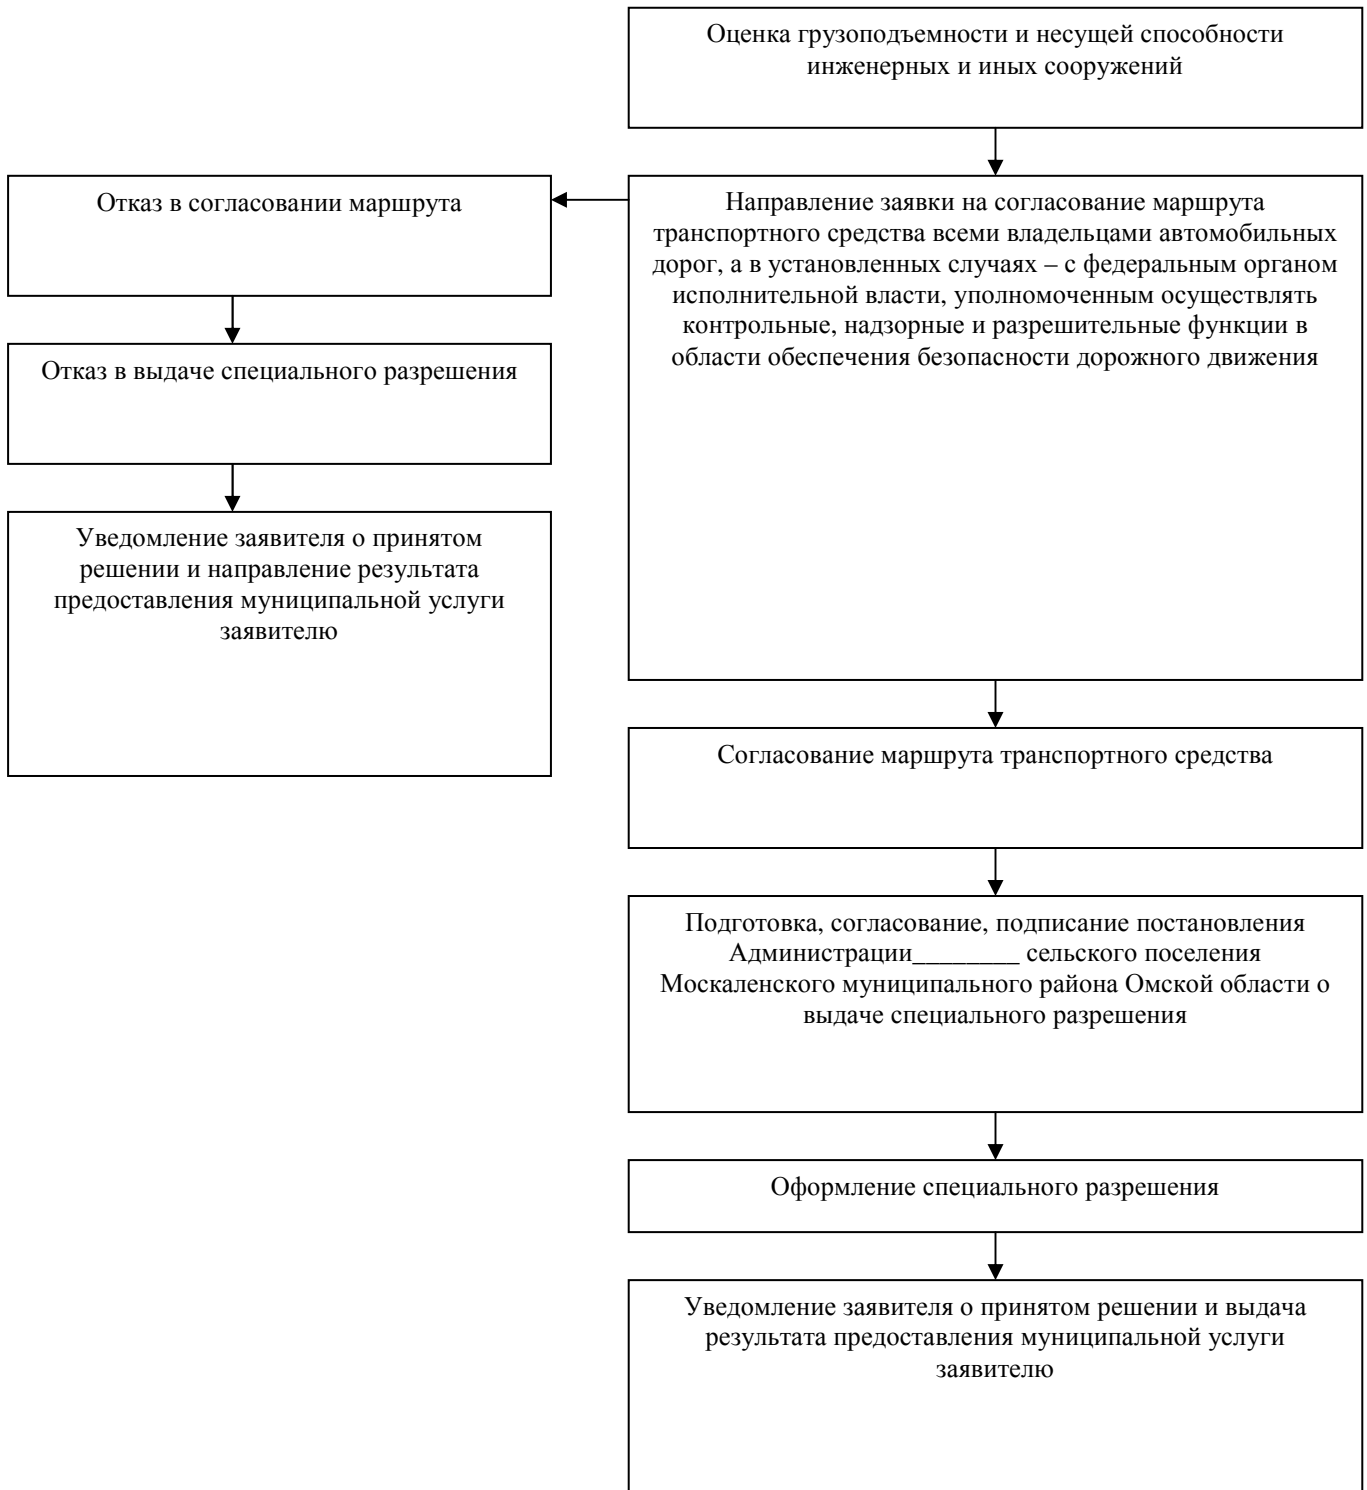 Оценка грузоподъемности и несущей способности
инженерных и иных сооружений
Направление заявки на согласование маршрута
транспортного средства всеми владельцами автомобильных
дорог, а в установленных случаях – с федеральным органом
исполнительной власти, уполномоченным осуществлять
контрольные, надзорные и разрешительные функции в
области обеспечения безопасности дорожного движения
Отказ в согласовании маршрута
Отказ в выдаче специального разрешения
Уведомление заявителя о принятом
решении и направление результата
предоставления муниципальной услуги
заявителю
Согласование маршрута транспортного средства
Подготовка, согласование, подписание постановления
Администрации________ сельского поселения
Москаленского муниципального района Омской области о
выдаче специального разрешения
Оформление специального разрешения
Уведомление заявителя о принятом решении и выдача
результата предоставления муниципальной услуги
заявителю